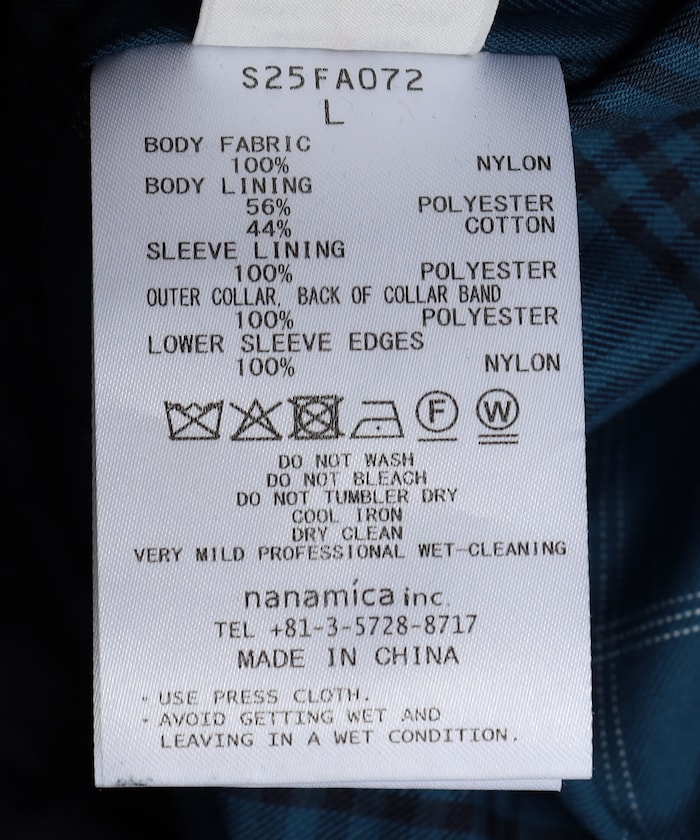 S25FA072
L
BODY FABRIC
100% NYLON
BODY LINING
56% POLYESTER
44% COTTON
SLEEVE LINING
100% POLYESTER
OUTER COLLAR, BACK OF COLLAR BAND
100% POLYESTER
LOWER SLEEVE EDGES
100% NYLON
F W
DO NOT WASH
DO NOT BLEACH
DO NOT TUMBLER DRY
COOL IRON
DRY CLEAN
VERY MILD PROFESSIONAL WET-CLEANING
nanamica inc.
TEL +81-3-5728-8717
MADE IN CHINA
・USE PRESS CLOTH.
・AVOID GETTING WET AND
LEAVING IN A WET CONDITION.